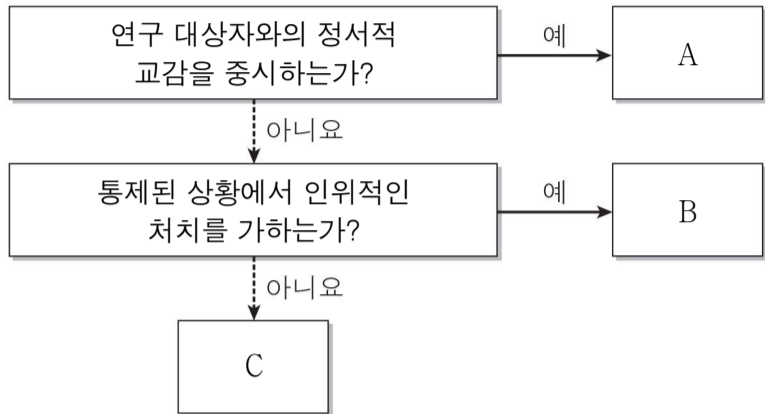 연구 대상자와의 정서적
교감을 중시하는가?
예
A
아니요
통제된 상황에서 인위적인
처치를 가하는가?
예
B
아니요
C